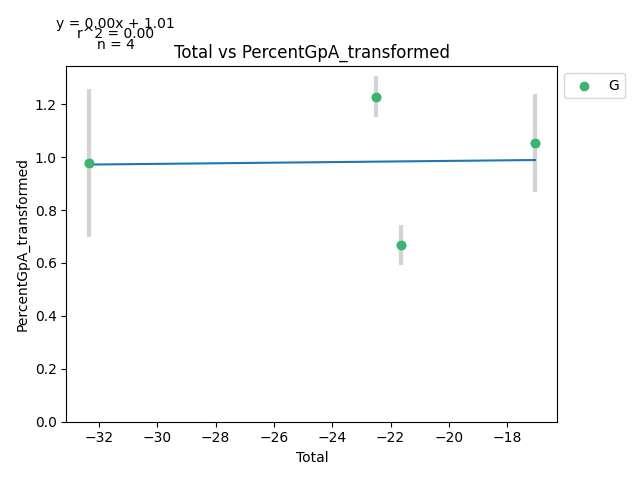 y = 0.00x + 1.01
r^2 = 0.00
n = 4
Total vs PercentGpA_transformed
G
PercentGpA_transformed
1.2
1.0
0.8
0.6
0.4
0.2
0.0
−32
−30
−28
−26
−24
−22
−20
−18
Total